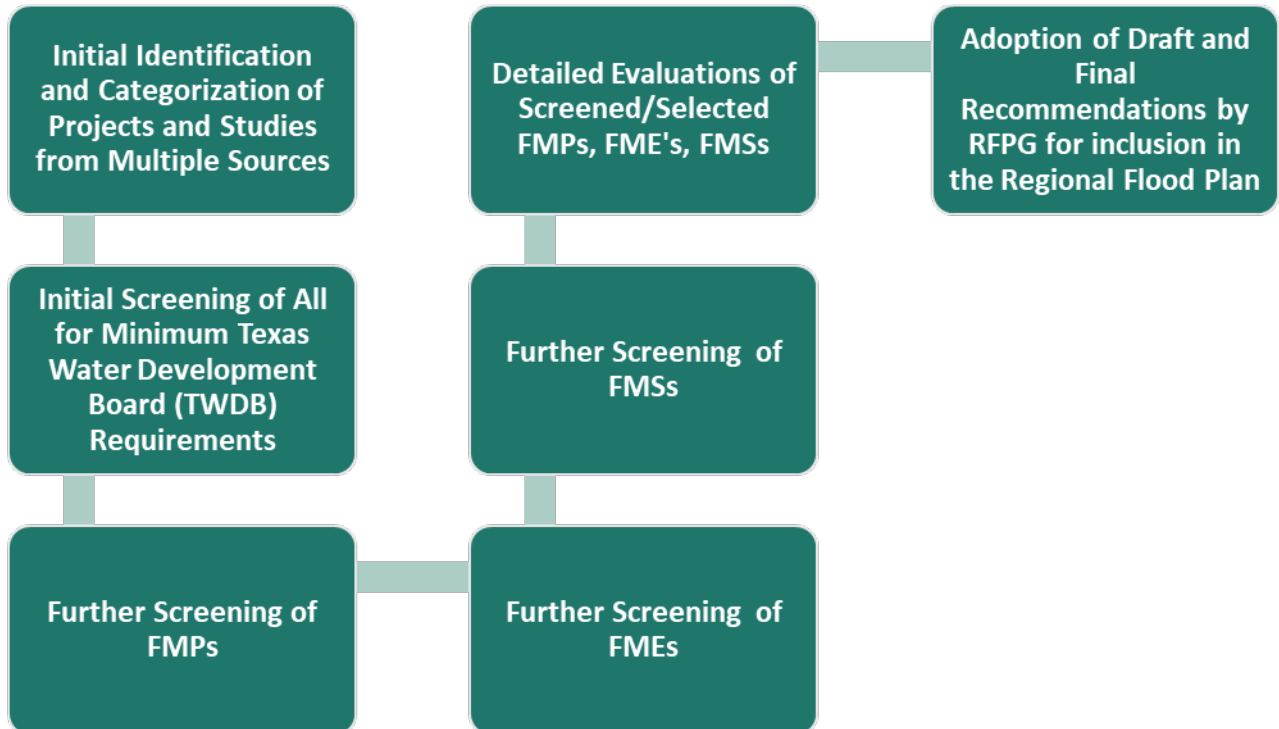 Initial Identification
and Categorization of
Projects and Studies
from Multiple Sources
Initial Screening of All
for Minimum Texas
Water Development
Board (TWDB)
Requirements
Further Screening of
FMPs
Further Screening of
FMEs
Further Screening of
FMSs
Detailed Evaluations of
Screened/Selected
FMPs, FME's, FMSs
Adoption of Draft and
Final
Recommendations by
RFPG for inclusion in
the Regional Flood Plan